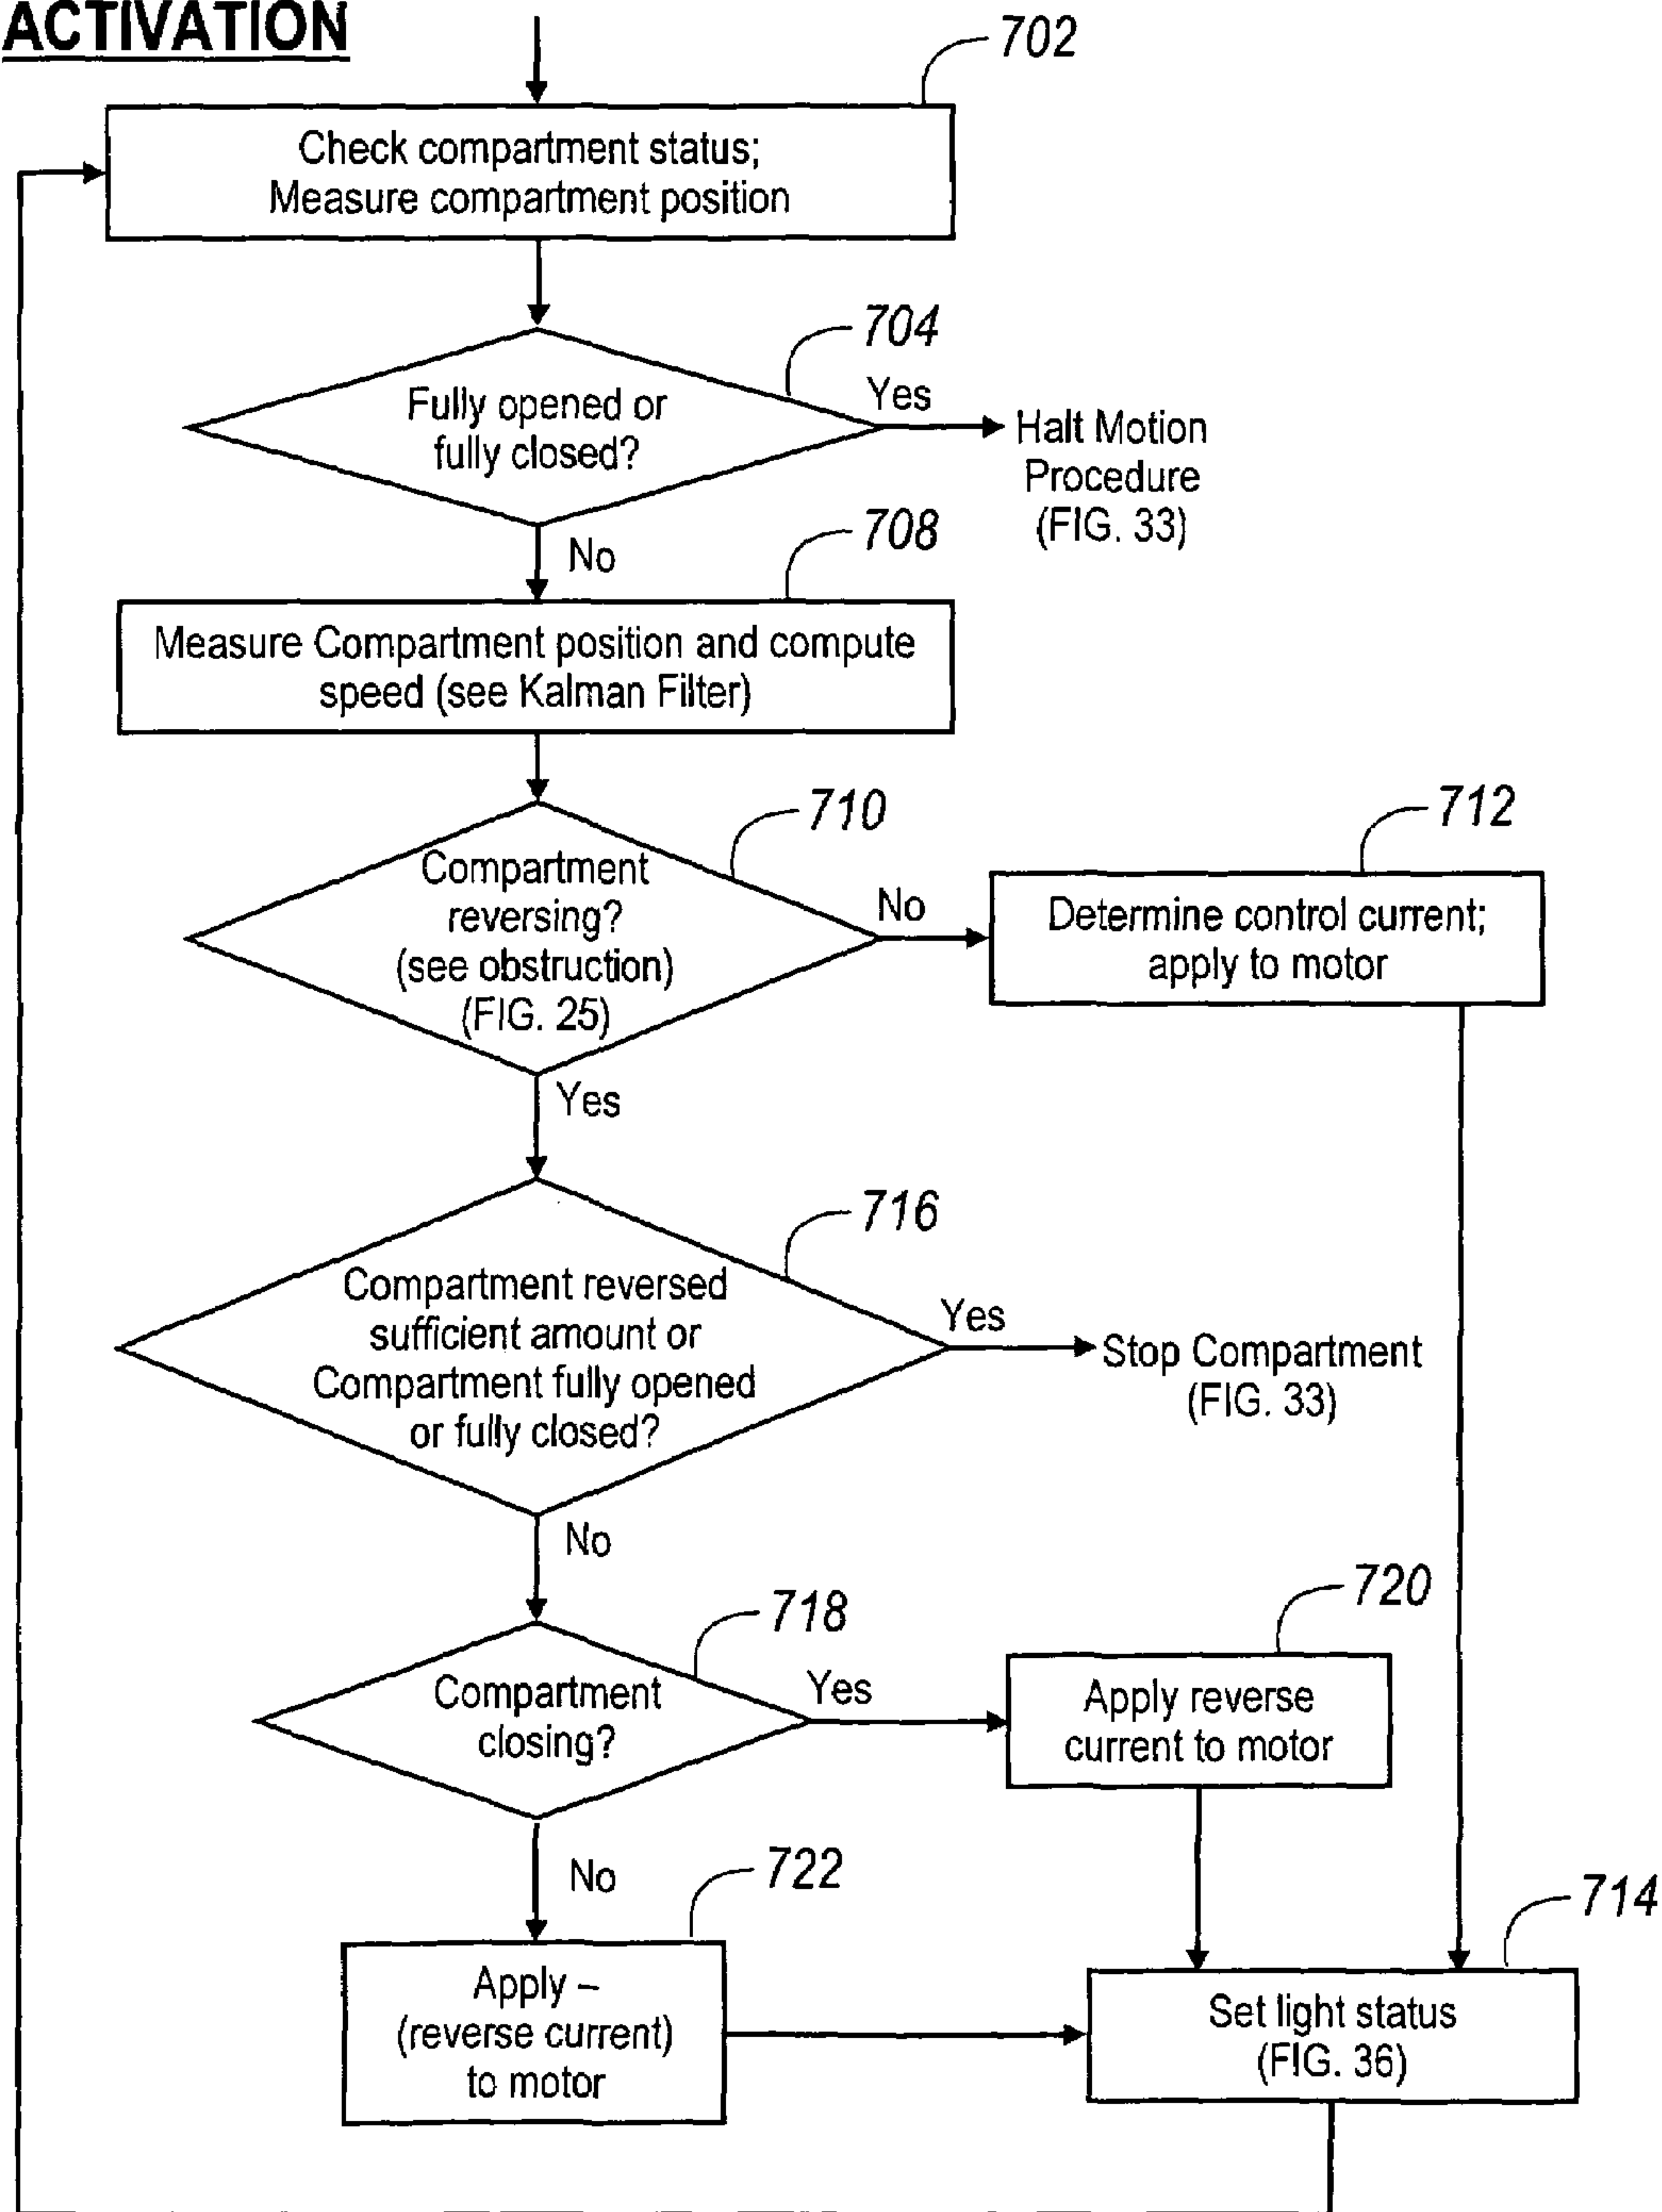 ACTIVATION
702
Check compartment status;
Measure compartment position
704
Fully opened or
fully closed?
Yes
Halt Motion
Procedure
(FIG. 33)
No
708
Measure Compartment position and compute
speed (see Kalman Filter)
710
Compartment
reversing?
(see obstruction)
(FIG. 25)
No
712
Determine control current;
apply to motor
Yes
716
Compartment reversed
sufficient amount or
Compartment fully opened
or fully closed?
Yes
Stop Compartment
(FIG. 33)
No
718
Compartment
closing?
Yes
720
Apply reverse
current to motor
No
722
Apply –
(reverse current)
to motor
714
Set light status
(FIG. 36)